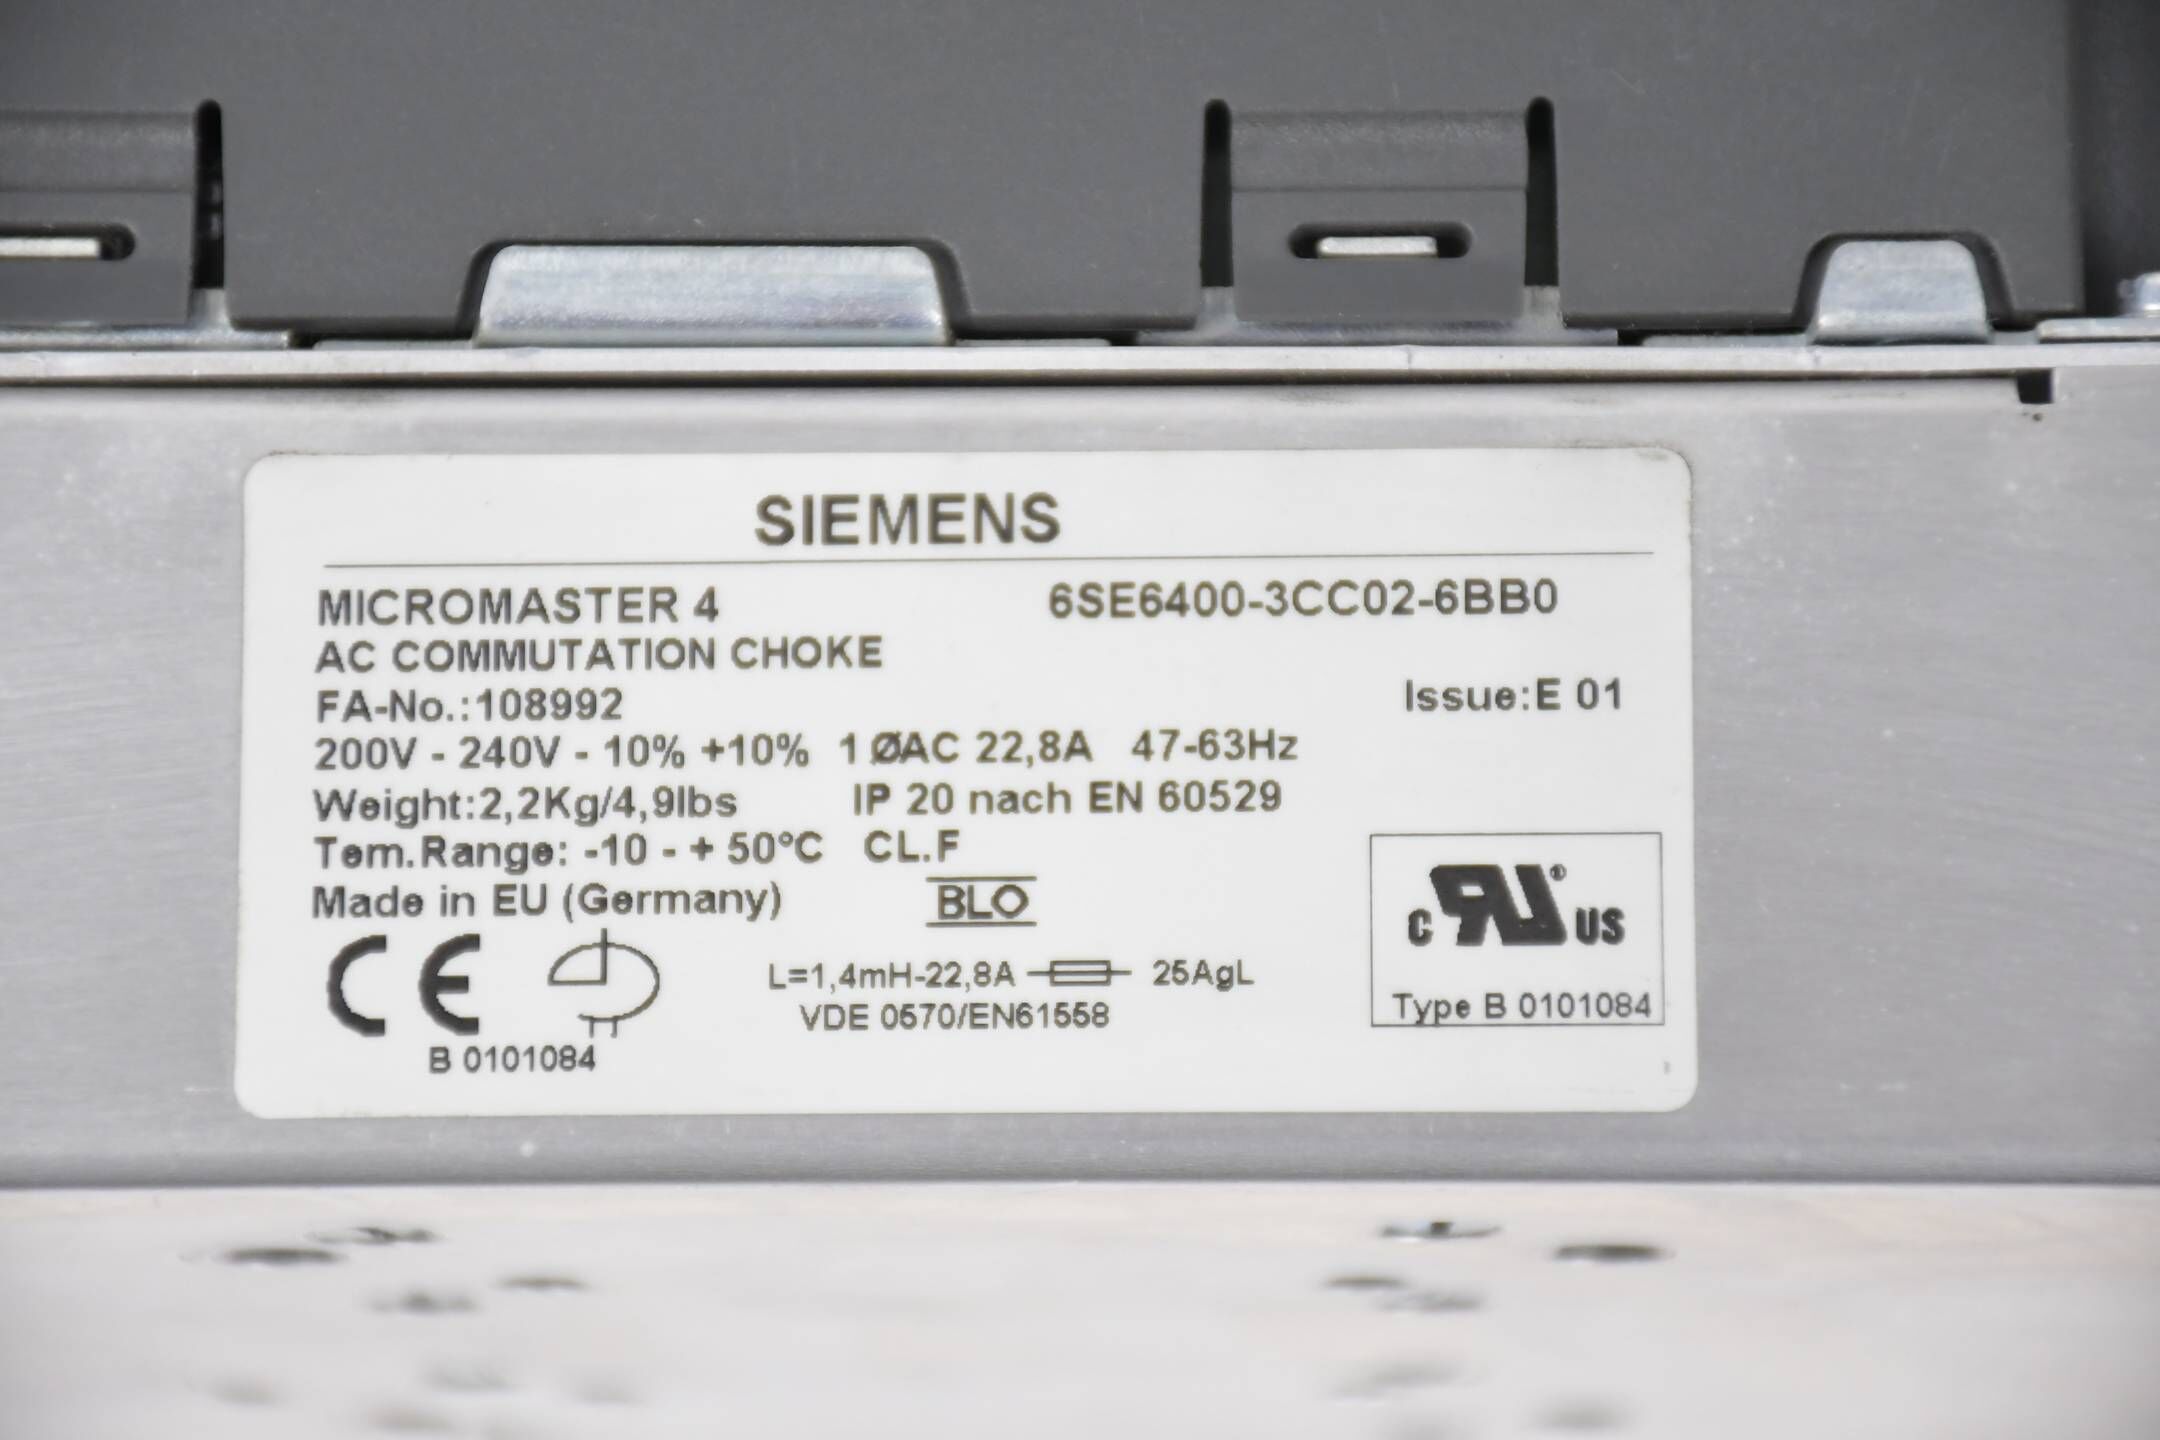 SIEMENS
MICROMASTER 4 6SE6400-3CC02-6BB0
AC COMMUTATION CHOKE
FA-No.:108992 Issue:E 01
200V - 240V - 10% +10% 1 ØAC 22,8A 47-63Hz
Weight:2,2Kg/4,9lbs IP 20 nach EN 60529
Tem.Range: -10 - + 50°C CL.F
Made in EU (Germany) BLO
CE
c RU ® US
L=1,4mH-22,8A 25AgL
VDE 0570/EN61558
Type B 0101084
B 0101084